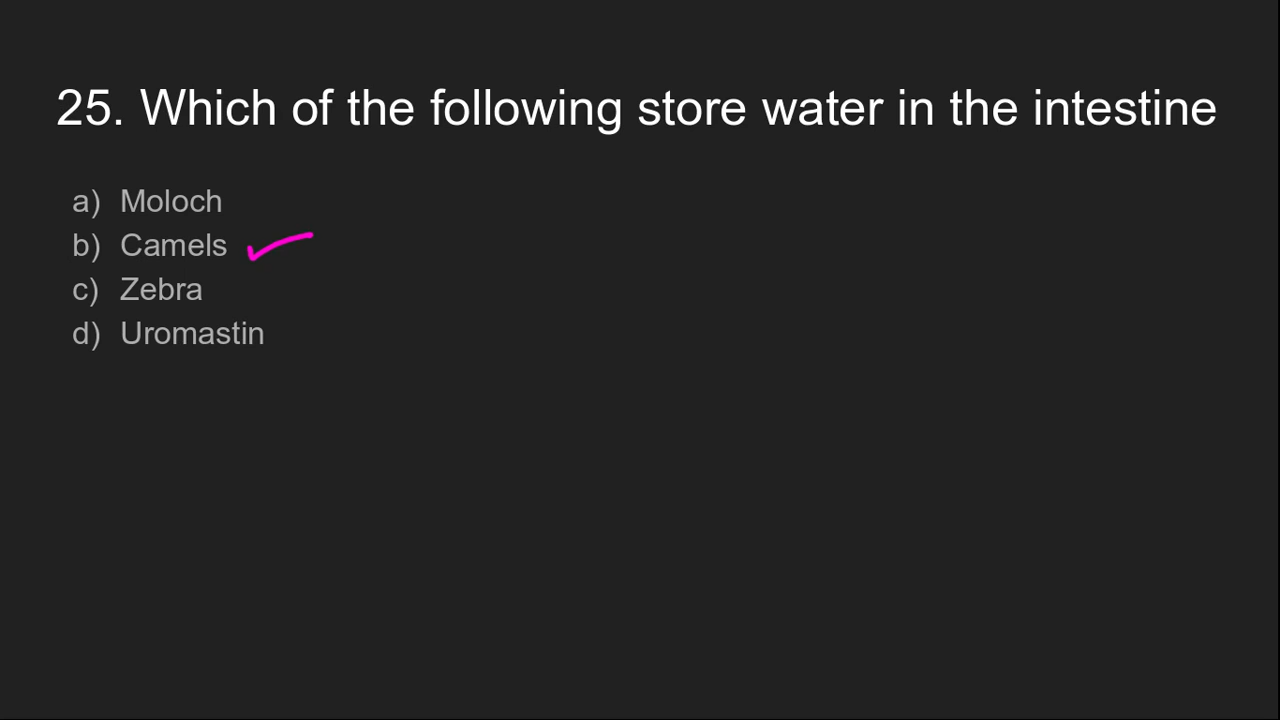 25. Which of the following store water in the intestine
a) Moloch
b) Camels
c) Zebra
d) Uromastin